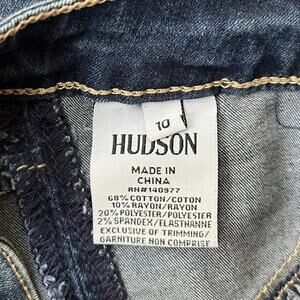 10
HUDSON
MADE IN
CHINA
RN#140977
68% COTTON/COTON
10% RAYON/RAYON
20% POLYESTER/POLYESTER
2% SPANDEX/ELASTHANNE
EXCLUSIVE OF TRIMMING/
GARNITURE NON COMPRISE